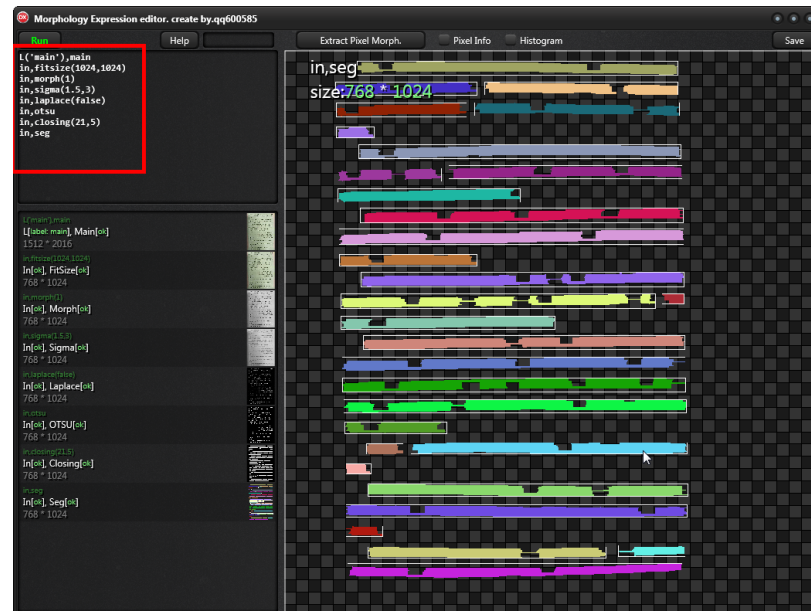 Morphology Expression editor. create by.qq600585
Run
Help
Extract Pixel Morph.
Pixel Info
Histogram
Save
L('main'),main
in,fitsize(1024,1024)
in,morph(1)
in,sigma(1.5,3)
in,laplace(false)
in,otsu
in,closing(21,5)
in,seg
in,seg
size:768 * 1024
L('main'),main
L[label: main], Main[ok]
1512 * 2016
in,fitsize(1024,1024)
In[ok], FitSize[ok]
768 * 1024
in,morph(1)
In[ok], Morph[ok]
768 * 1024
in,sigma(1.5,3)
In[ok], Sigma[ok]
768 * 1024
in,laplace(false)
In[ok], Laplace[ok]
768 * 1024
in,otsu
In[ok], OTSU[ok]
768 * 1024
in,closing(21,5)
In[ok], Closing[ok]
768 * 1024
in,seg
In[ok], Seg[ok]
768 * 1024